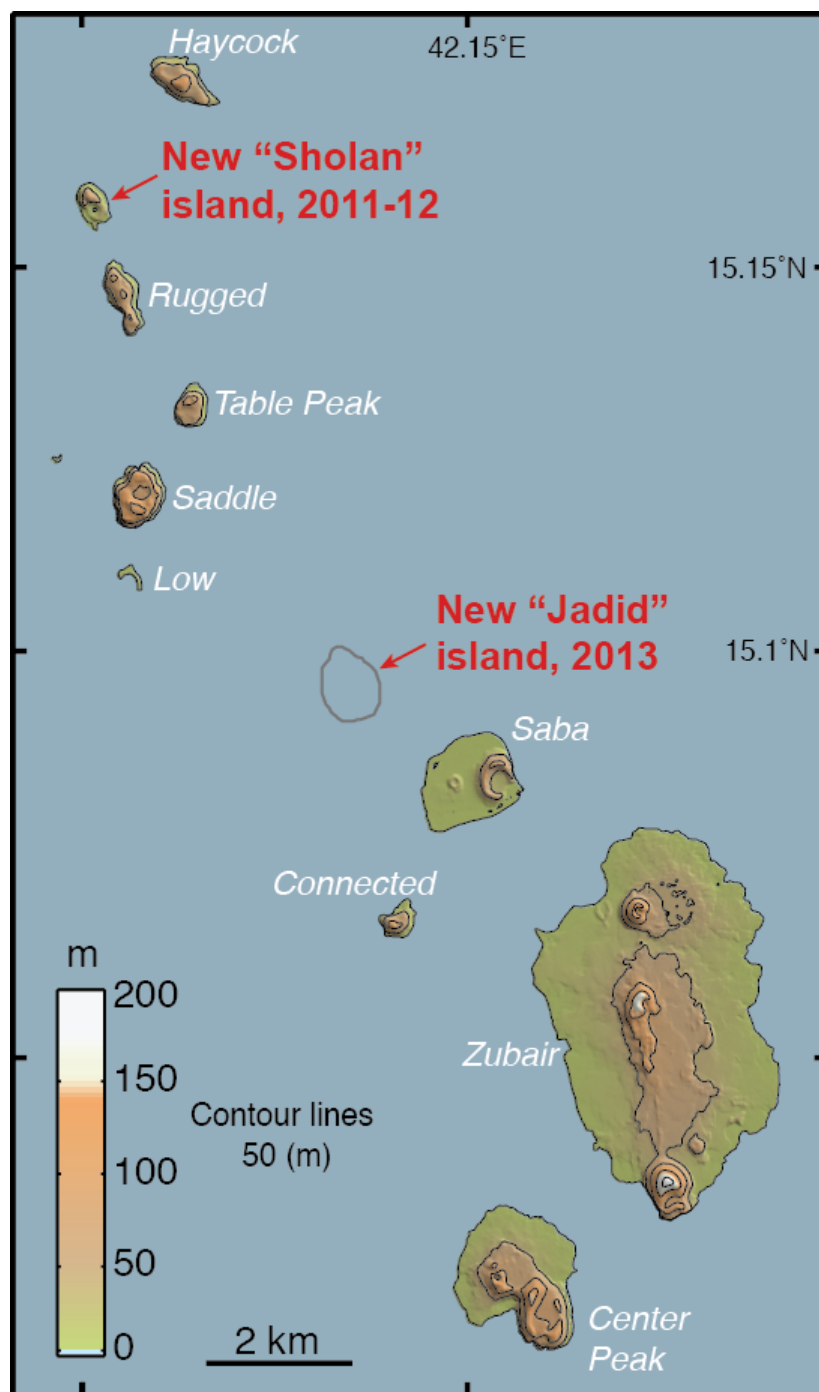 Haycock
42.15°E
New “Sholan”
island, 2011-12
15.15°N
Rugged
Table Peak
Saddle
Low
New “Jadid”
island, 2013
15.1°N
Saba
Connected
m
200
150
100
50
0
Contour lines
50 (m)
Zubair
2 km
Center
Peak